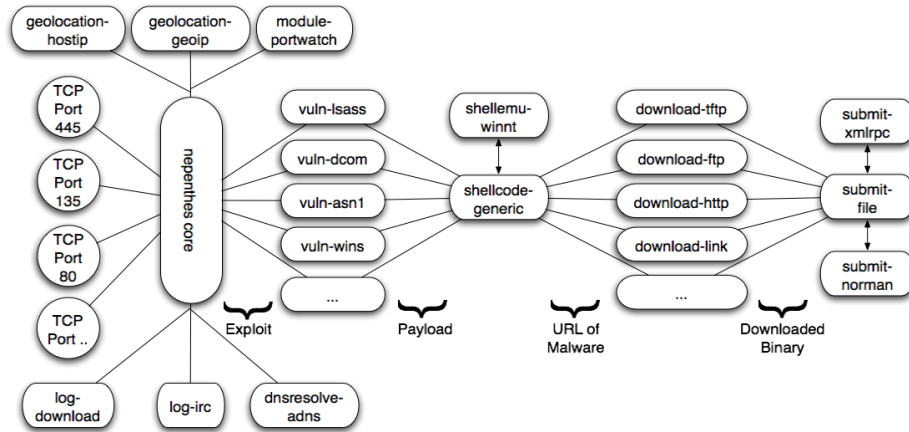 geolocation-
hostip
geolocation-
geoip
module-
portwatch
TCP
Port
445
TCP
Port
135
TCP
Port
80
TCP
Port ..
nepenthes core
vuln-lsass
vuln-dcom
vuln-asn1
vuln-wins
...
shellemu-
winnt
shellcode-
generic
download-tftp
download-ftp
download-http
download-link
...
submit-
xmlrpc
submit-
file
submit-
norman
Exploit
Payload
URL of
Malware
Downloaded
Binary
log-
download
log-irc
dnsresolve-
adns